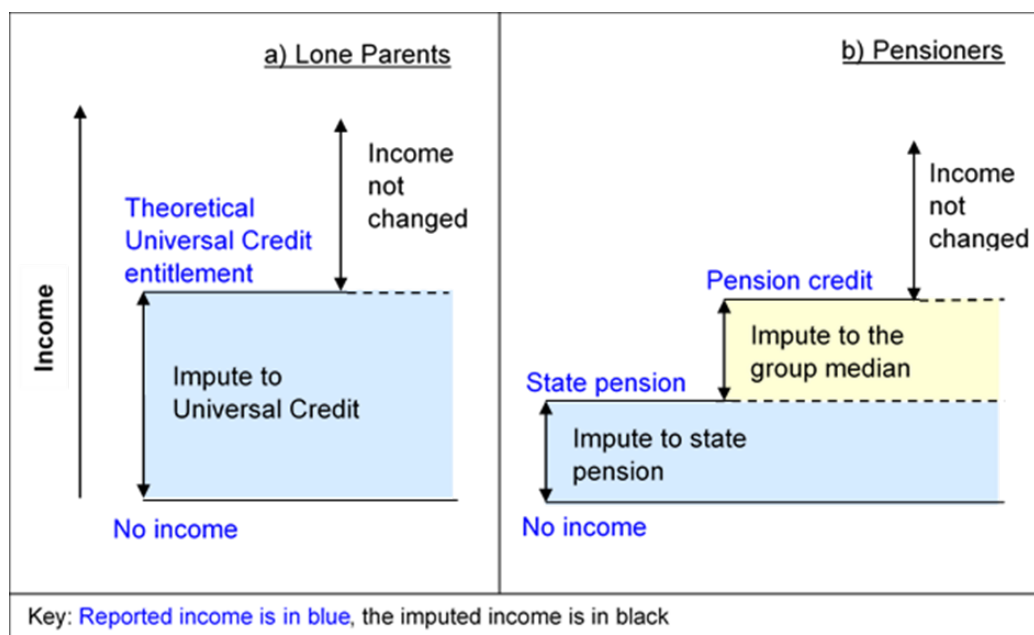 a) Lone Parents
Income
Income
not
changed
Theoretical
Universal Credit
entitlement
Impute to
Universal Credit
No income
b) Pensioners
Income
not
changed
Pension credit
Impute to the
group median
State pension
Impute to state
pension
No income
Key: Reported income is in blue, the imputed income is in black